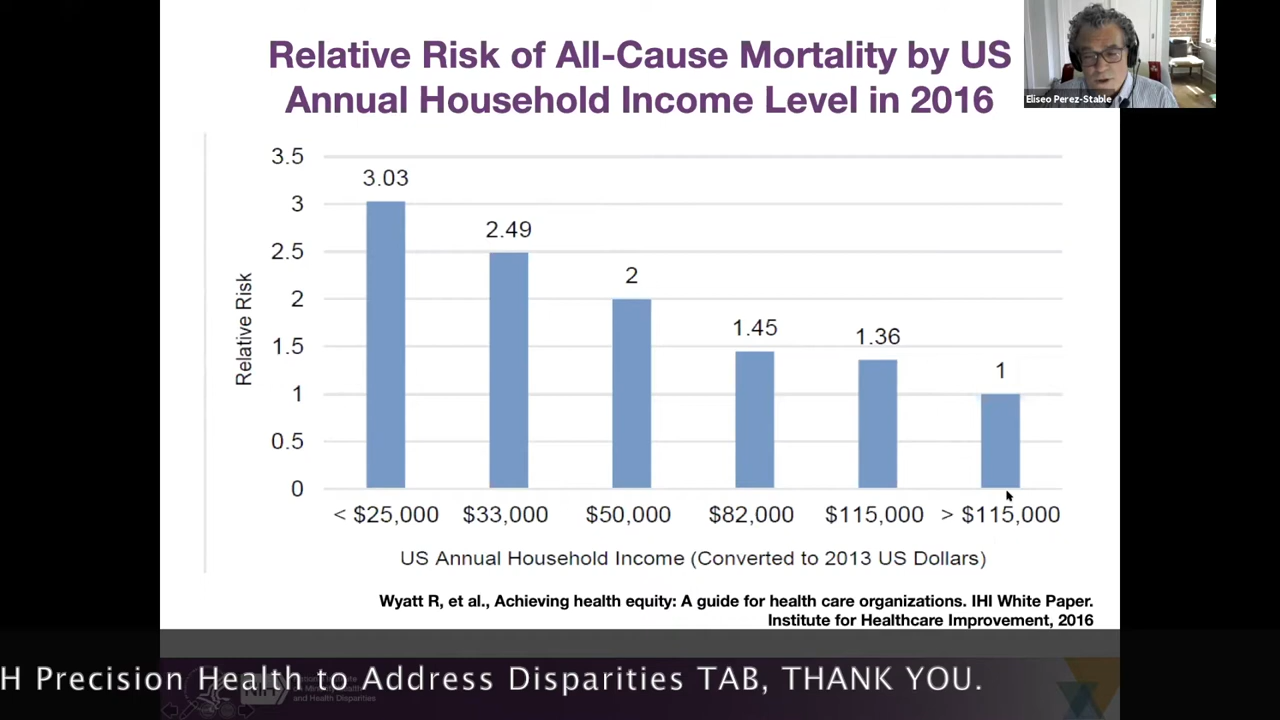 Relative Risk of All-Cause Mortality by US
Annual Household Income Level in 2016
Eliseo Perez-Stable
3.5
3
2.5
2
1.5
1
0.5
0
Relative Risk
3.03
2.49
2
1.45
1.36
1
< $25,000
$33,000
$50,000
$82,000
$115,000
> $115,000
US Annual Household Income (Converted to 2013 US Dollars)
Wyatt R, et al., Achieving health equity: A guide for health care organizations. IHI White Paper.
Institute for Healthcare Improvement, 2016
H Precision Health to Address Disparities TAB, THANK YOU.
NIH
and Health Disparities